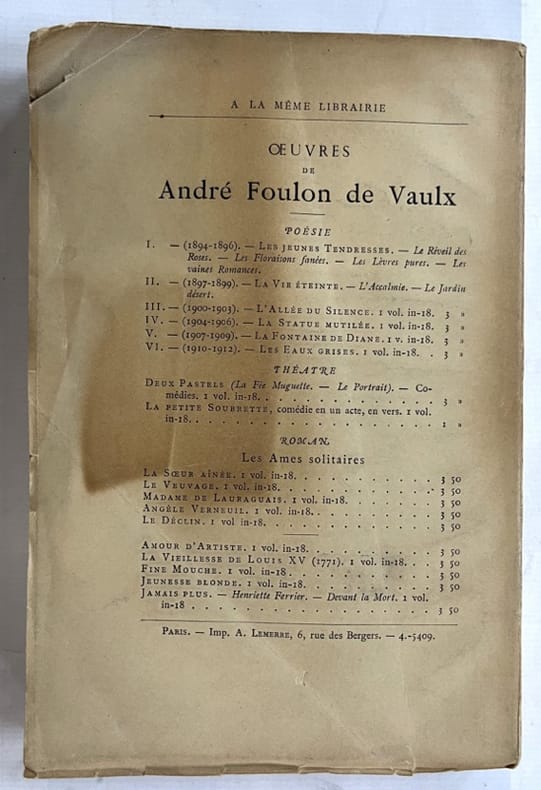 A LA MÊME LIBRAIRIE
ŒUVRES
DE
André Foulon de Vaulx
POÉSIE
I. — (1894-1896). — LES JEUNES TENDRESSES. — Le Réveil des
Roses. — Les Floraisons fanées. — Les Lèvres pures. — Les
vaines Romances.
II. — (1897-1899). — LA VIE ÉTEINTE. — L'Accalmie. — Le Jardin
désert.
III. — (1900-1903). — L'ALLÉE DU SILENCE. 1 vol. in-18. 3 »
IV. — (1904-1906). — LA STATUE MUTILÉE. 1 vol. in-18. 3 »
V. — (1907-1909). — LA FONTAINE DE DIANE. 1 v. in-18. 3 »
VI. — (1910-1912). — LES EAUX GRISES. 1 vol. in-18. . 3 »
THÉATRE
DEUX PASTELS (La Fée Muguette. — Le Portrait). — Co-
médies. 1 vol. in-18. . . . . . . . . . . . . . 3 »
LA PETITE SOUBRETTE, comédie en un acte, en vers. 1 vol.
in-18. . . . . . . . . . . . . . . . . . . . 1 »
ROMAN
Les Ames solitaires
LA SŒUR AÎNÉE. 1 vol. in-18. . . . . . . . . . . 3 50
LE VEUVAGE. 1 vol. in-18. . . . . . . . . . . . 3 50
MADAME DE LAURAGUAIS. 1 vol. in-18. . . . . . . . 3 50
ANGÈLE VERNEUIL. 1 vol. in-18. . . . . . . . . . 3 50
LE DÉCLIN. 1 vol in-18. . . . . . . . . . . . . 3 50
AMOUR D'ARTISTE. 1 vol. in-18. . . . . . . . . . 3 50
LA VIEILLESSE DE LOUIS XV (1771). 1 vol. in-18. . . 3 50
FINE MOUCHE. 1 vol. in-18 . . . . . . . . . . . 3 50
JEUNESSE BLONDE. 1 vol. in-18. . . . . . . . . . 3 50
JAMAIS PLUS. — Henriette Ferrier. — Devant la Mort. 1 vol.
in-18 . . . . . . . . . . . . . . . . . . . 3 50
PARIS. — Imp. A. LEMERRE, 6, rue des Bergers. — 4.-5409.